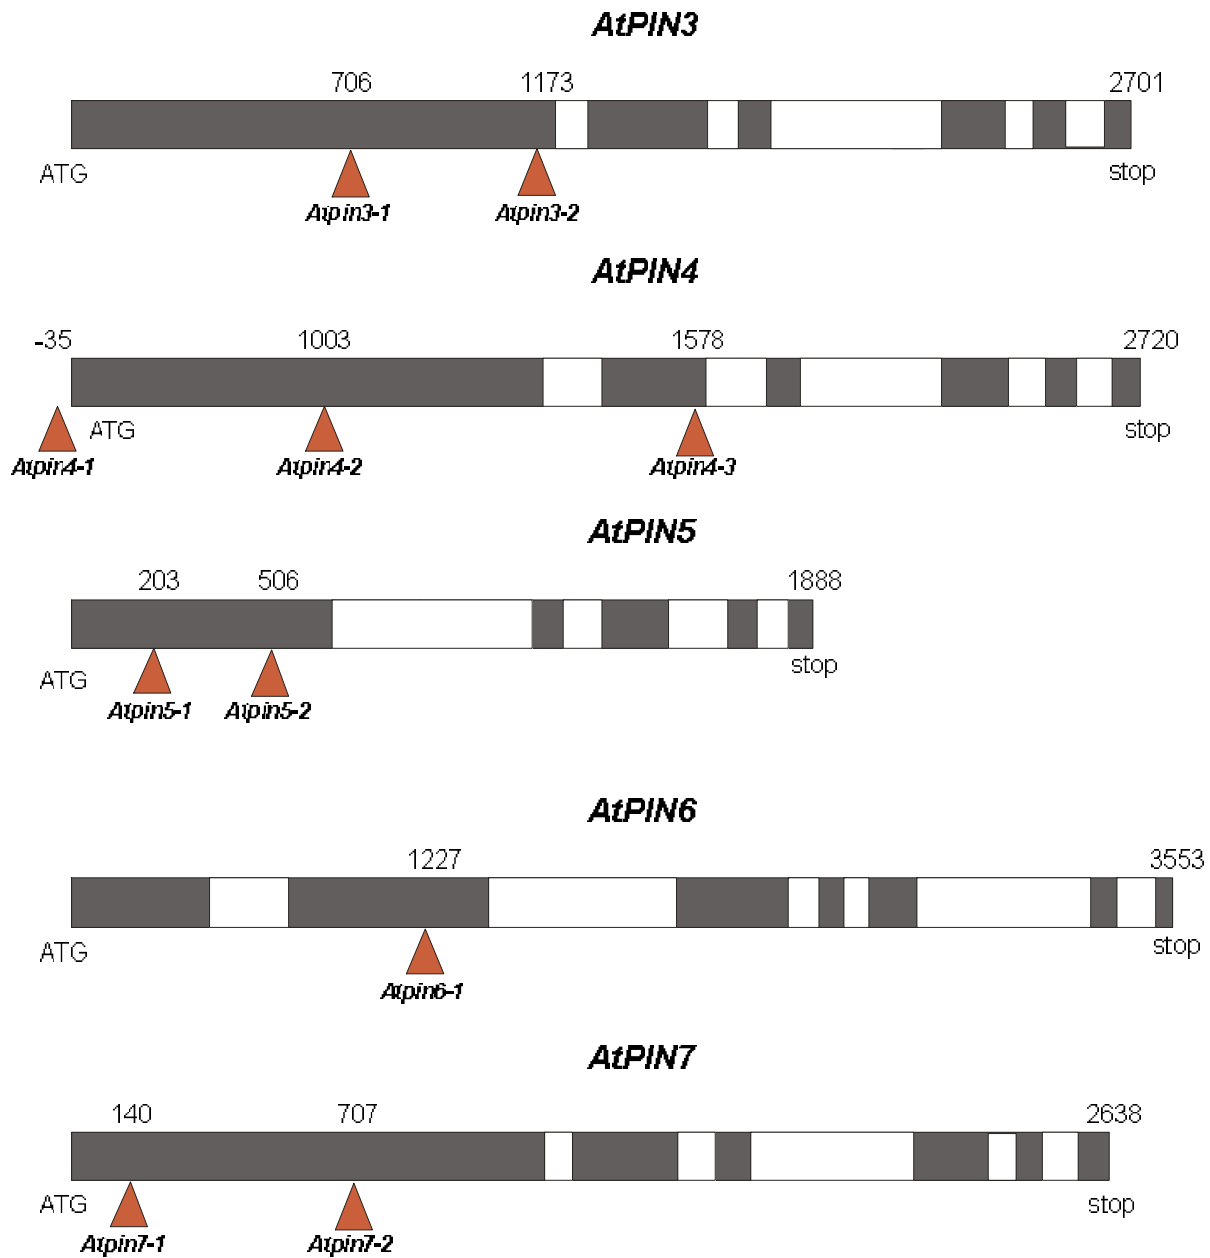 AtPIN3
706 1173 2701
ATG stop
Atpin3-1 Atpin3-2
AtPIN4
-35 1003 1578 2720
ATG stop
Atpin4-1 Atpin4-2 Atpin4-3
AtPIN5
203 506 1888
ATG stop
Atpin5-1 Atpin5-2
AtPIN6
1227 3553
ATG stop
Atpin6-1
AtPIN7
140 707 2638
ATG stop
Atpin7-1 Atpin7-2